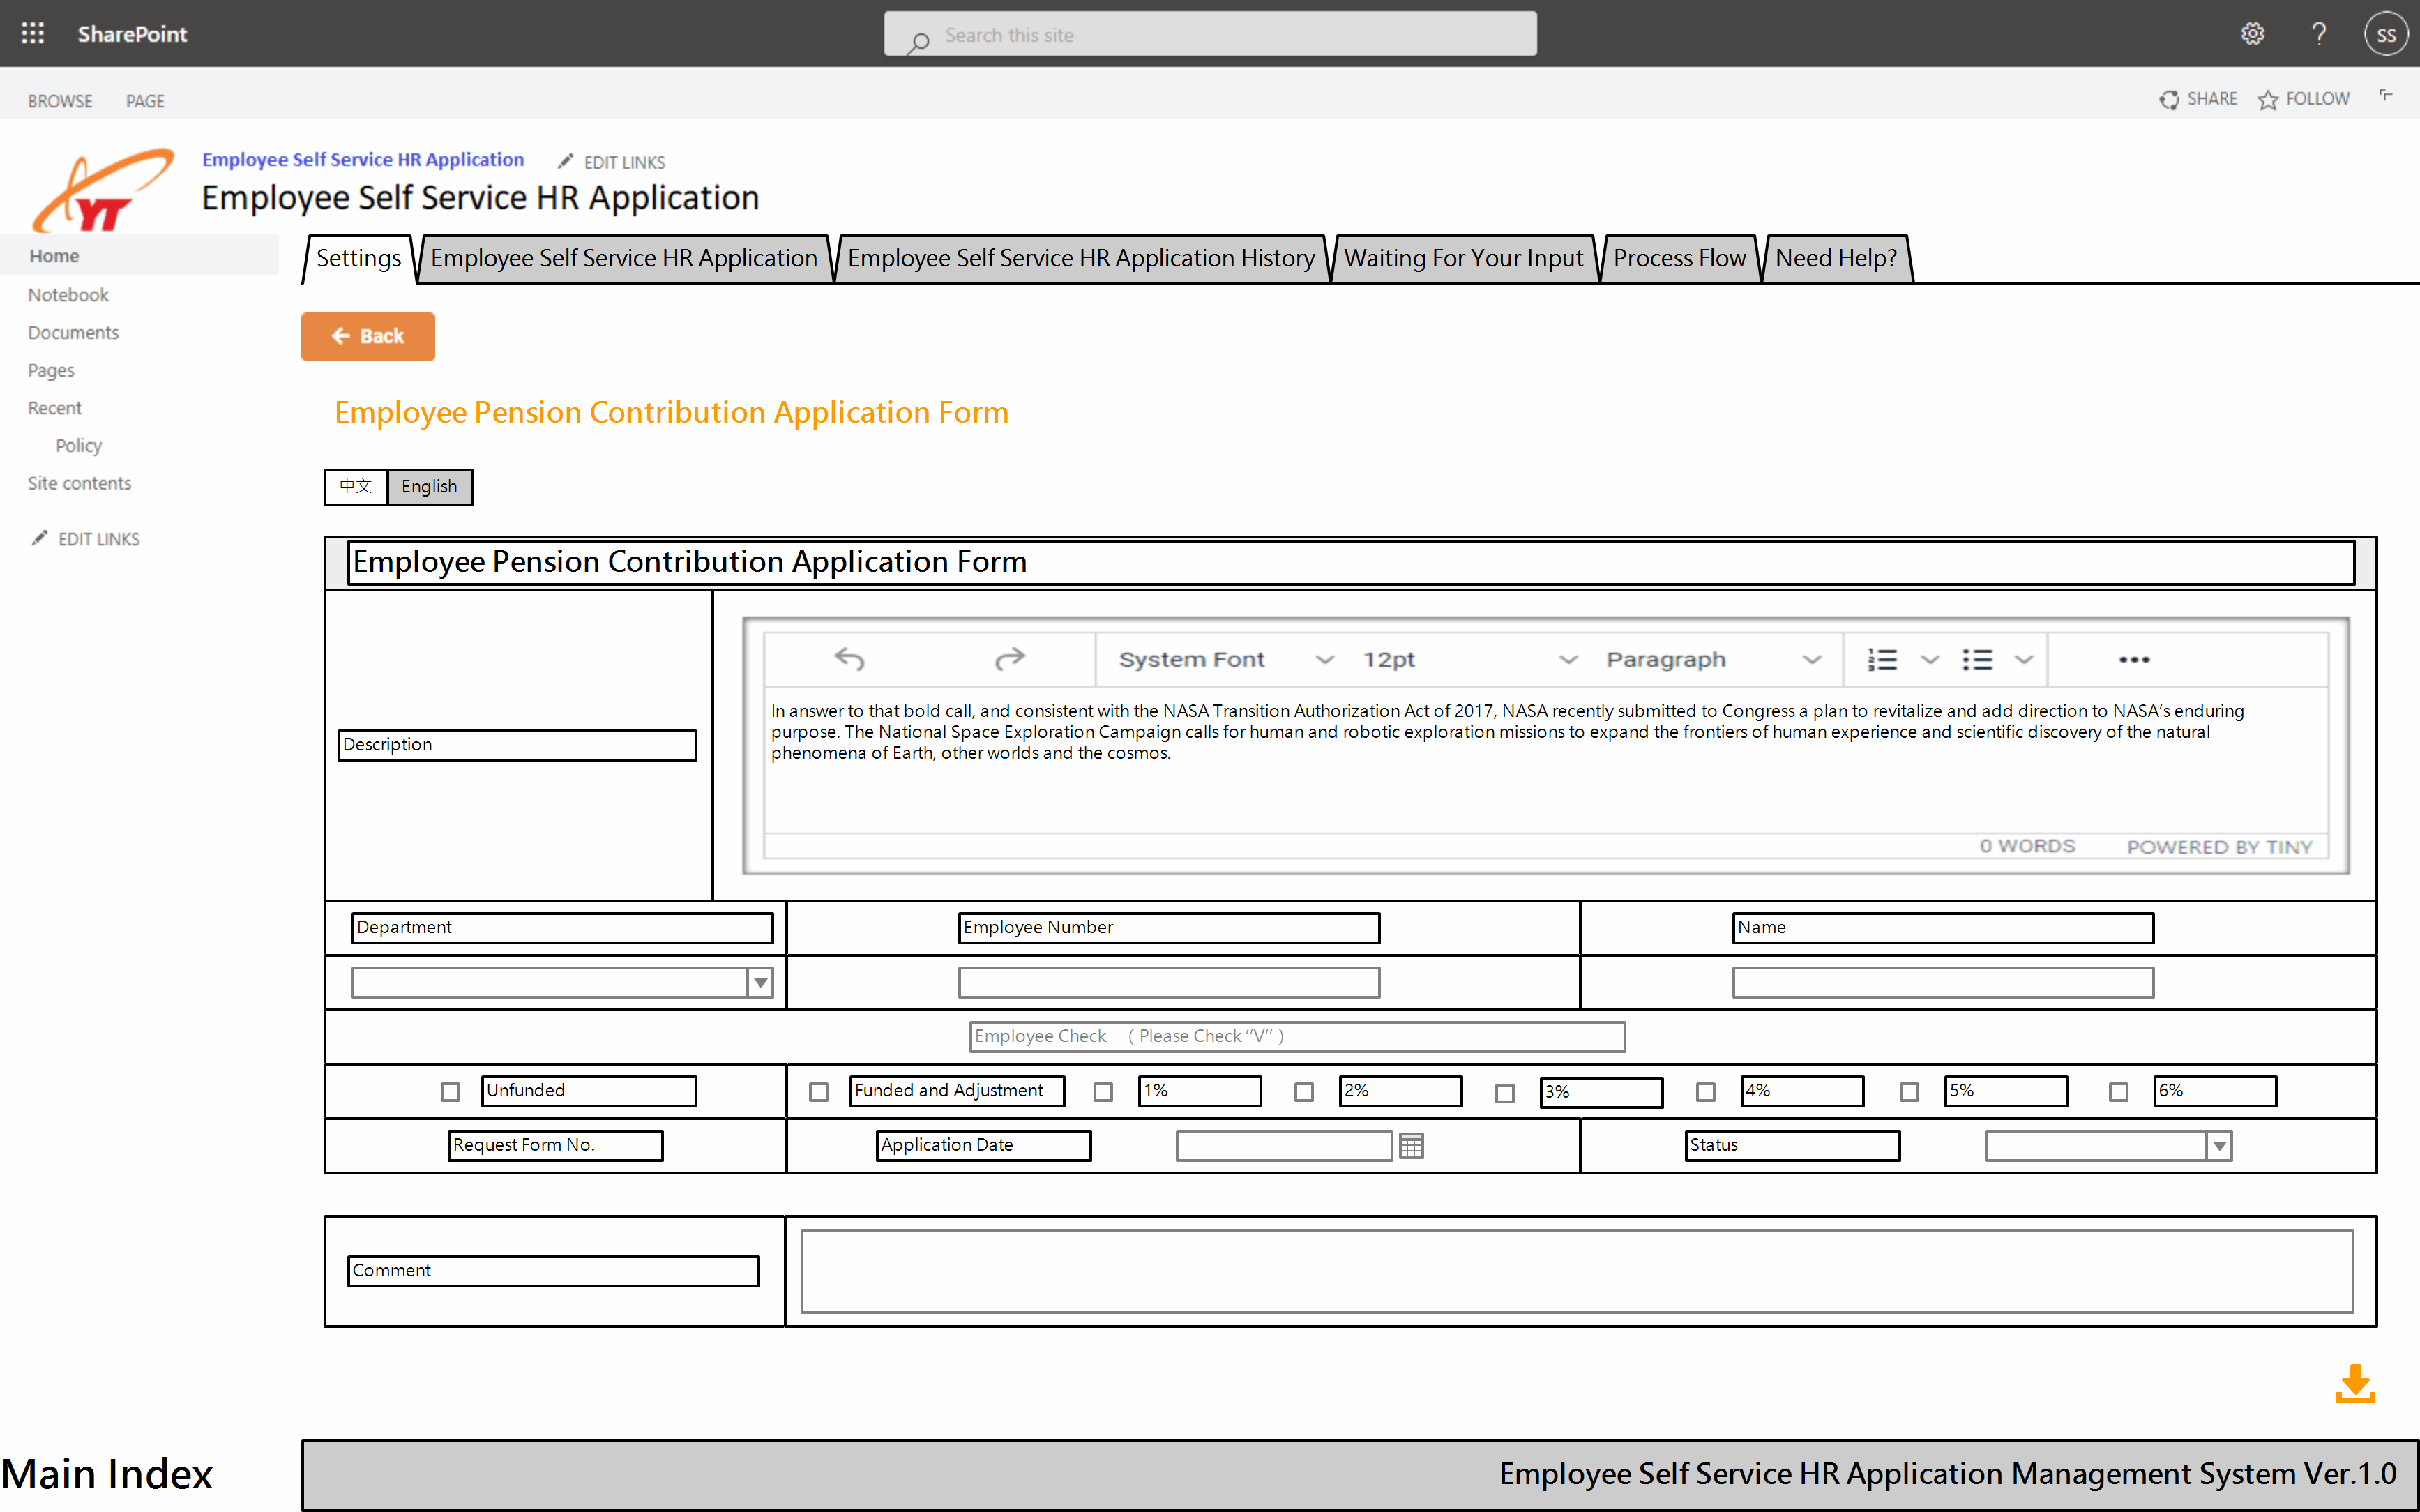 SharePoint
Search this site
SS
BROWSE
PAGE
SHARE
FOLLOW
YT
Employee Self Service HR Application
EDIT LINKS
Employee Self Service HR Application
Home
Notebook
Documents
Pages
Recent
Policy
Site contents
EDIT LINKS
Settings
Employee Self Service HR Application
Employee Self Service HR Application History
Waiting For Your Input
Process Flow
Need Help?
Back
Employee Pension Contribution Application Form
中文
English
Employee Pension Contribution Application Form
Description
System Font
12pt
Paragraph
In answer to that bold call, and consistent with the NASA Transition Authorization Act of 2017, NASA recently submitted to Congress a plan to revitalize and add direction to NASA’s enduring
purpose. The National Space Exploration Campaign calls for human and robotic exploration missions to expand the frontiers of human experience and scientific discovery of the natural
phenomena of Earth, other worlds and the cosmos.
0 WORDS
POWERED BY TINY
Department
Employee Number
Name
Employee Check （ Please Check ‘‘V’’ ）
Unfunded
Funded and Adjustment
1%
2%
3%
4%
5%
6%
Request Form No.
Application Date
Status
Comment
Main Index
Employee Self Service HR Application Management System Ver.1.0